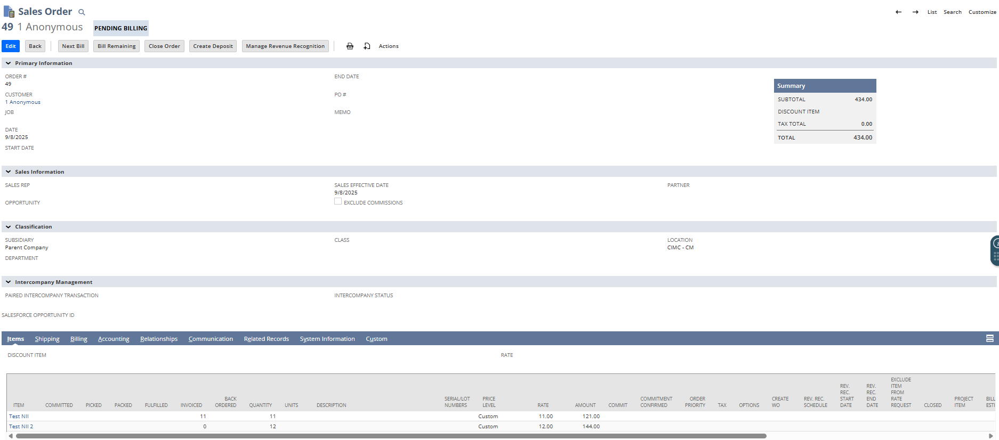 Sales Order
List Search Customize
49 1 Anonymous PENDING BILLING
Edit Back Next Bill Bill Remaining Close Order Create Deposit Manage Revenue Recognition Actions
Primary Information
ORDER #
49
CUSTOMER
1 Anonymous
JOB
DATE
9/8/2025
START DATE
END DATE
PO #
MEMO
Summary
SUBTOTAL 434.00
DISCOUNT ITEM
TAX TOTAL 0.00
TOTAL 434.00
Sales Information
SALES REP
OPPORTUNITY
SALES EFFECTIVE DATE
9/8/2025
EXCLUDE COMMISSIONS
PARTNER
Classification
SUBSIDIARY
Parent Company
DEPARTMENT
CLASS
LOCATION
CIMC - CM
Intercompany Management
PAIRED INTERCOMPANY TRANSACTION
INTERCOMPANY STATUS
SALESFORCE OPPORTUNITY ID
Items Shipping Billing Accounting Relationships Communication Related Records System Information Custom
DISCOUNT ITEM RATE
ITEM COMMITTED PICKED PACKED FULFILLED INVOICED BACK ORDERED QUANTITY UNITS DESCRIPTION SERIAL/LOT NUMBERS PRICE LEVEL RATE AMOUNT COMMIT COMMITMENT CONFIRMED ORDER PRIORITY TAX OPTIONS CREATE WO REV. REC. SCHEDULE REV. REC. START DATE REV. REC. END DATE EXCLUDE ITEM FROM RATE REQUEST CLOSED PROJECT ITEM BILL ESTI
Test NII 11 11 Custom 11.00 121.00
Test NII 2 0 12 Custom 12.00 144.00